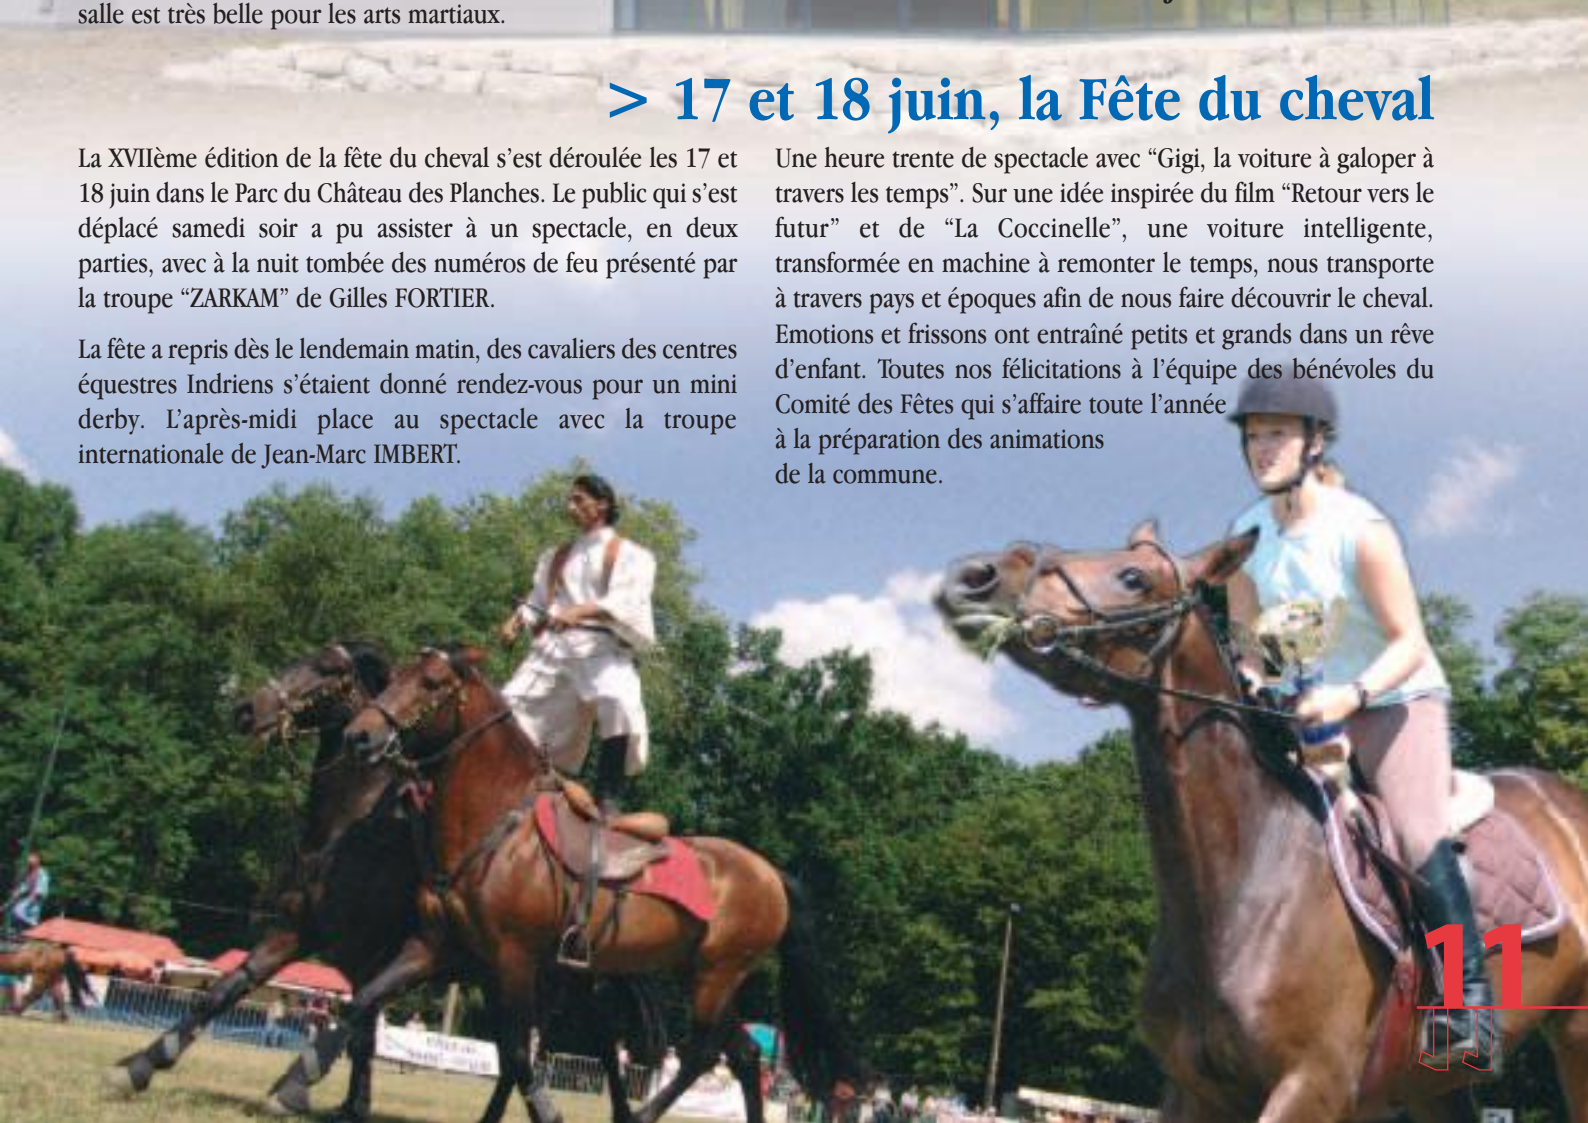 salle est très belle pour les arts martiaux.
> 17 et 18 juin, la Fête du cheval
La XVIIème édition de la fête du cheval s’est déroulée les 17 et
18 juin dans le Parc du Château des Planches. Le public qui s’est
déplacé samedi soir a pu assister à un spectacle, en deux
parties, avec à la nuit tombée des numéros de feu présenté par
la troupe “ZARKAM” de Gilles FORTIER.
La fête a repris dès le lendemain matin, des cavaliers des centres
équestres Indriens s’étaient donné rendez-vous pour un mini
derby. L’après-midi place au spectacle avec la troupe
internationale de Jean-Marc IMBERT.
Une heure trente de spectacle avec “Gigi, la voiture à galoper à
travers les temps”. Sur une idée inspirée du film “Retour vers le
futur” et de “La Coccinelle”, une voiture intelligente,
transformée en machine à remonter le temps, nous transporte
à travers pays et époques afin de nous faire découvrir le cheval.
Emotions et frissons ont entraîné petits et grands dans un rêve
d’enfant. Toutes nos félicitations à l’équipe des bénévoles du
Comité des Fêtes qui s’affaire toute l’année
à la préparation des animations
de la commune.
11